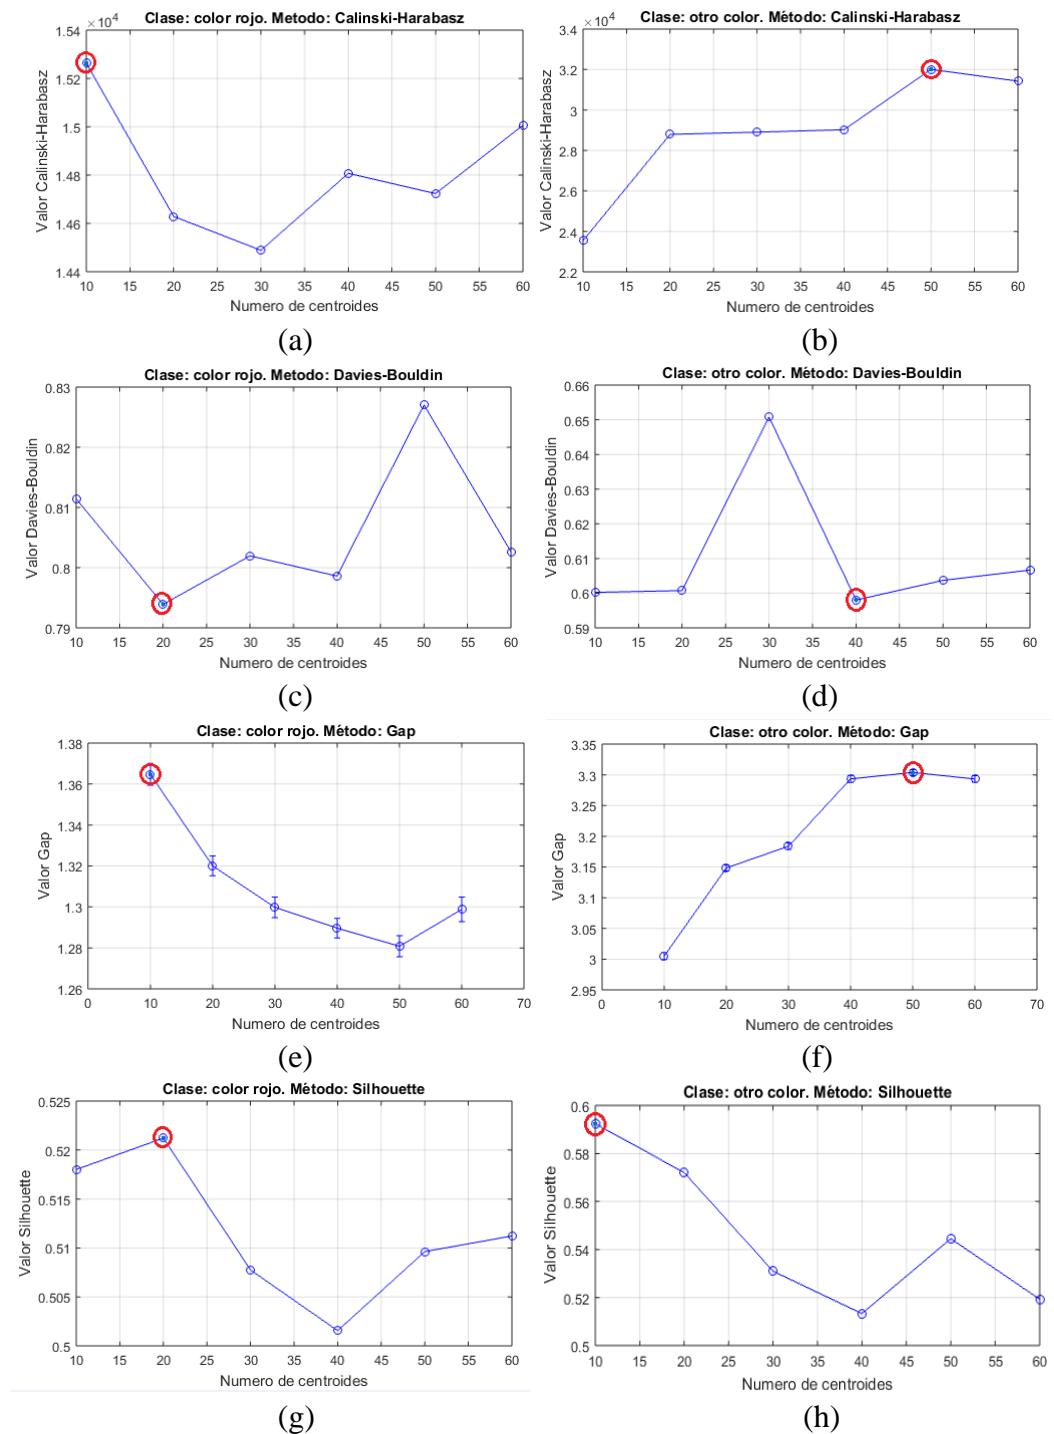 Clase: color rojo. Metodo: Calinski-Harabasz
× 10⁴
1.54
1.52
1.5
1.48
1.46
1.44
Valor Calinski-Harabasz
10 15 20 25 30 35 40 45 50 55 60
Numero de centroides
(a)
Clase: otro color. Método: Calinski-Harabasz
× 10⁴
3.4
3.2
3
2.8
2.6
2.4
2.2
Valor Calinski-Harabasz
10 15 20 25 30 35 40 45 50 55 60
Numero de centroides
(b)
Clase: color rojo. Metodo: Davies-Bouldin
0.83
0.82
0.81
0.8
0.79
Valor Davies-Bouldin
10 15 20 25 30 35 40 45 50 55 60
Numero de centroides
(c)
Clase: otro color. Método: Davies-Bouldin
0.66
0.65
0.64
0.63
0.62
0.61
0.6
0.59
Valor Davies-Bouldin
10 15 20 25 30 35 40 45 50 55 60
Numero de centroides
(d)
Clase: color rojo. Método: Gap
1.38
1.36
1.34
1.32
1.3
1.28
1.26
Valor Gap
0 10 20 30 40 50 60 70
Numero de centroides
(e)
Clase: otro color. Método: Gap
3.35
3.3
3.25
3.2
3.15
3.1
3.05
3
2.95
Valor Gap
0 10 20 30 40 50 60 70
Numero de centroides
(f)
Clase: color rojo. Método: Silhouette
0.525
0.52
0.515
0.51
0.505
0.5
Valor Silhouette
10 15 20 25 30 35 40 45 50 55 60
Numero de centroides
(g)
Clase: otro color. Método: Silhouette
0.6
0.58
0.56
0.54
0.52
0.5
Valor Silhouette
10 15 20 25 30 35 40 45 50 55 60
Numero de centroides
(h)